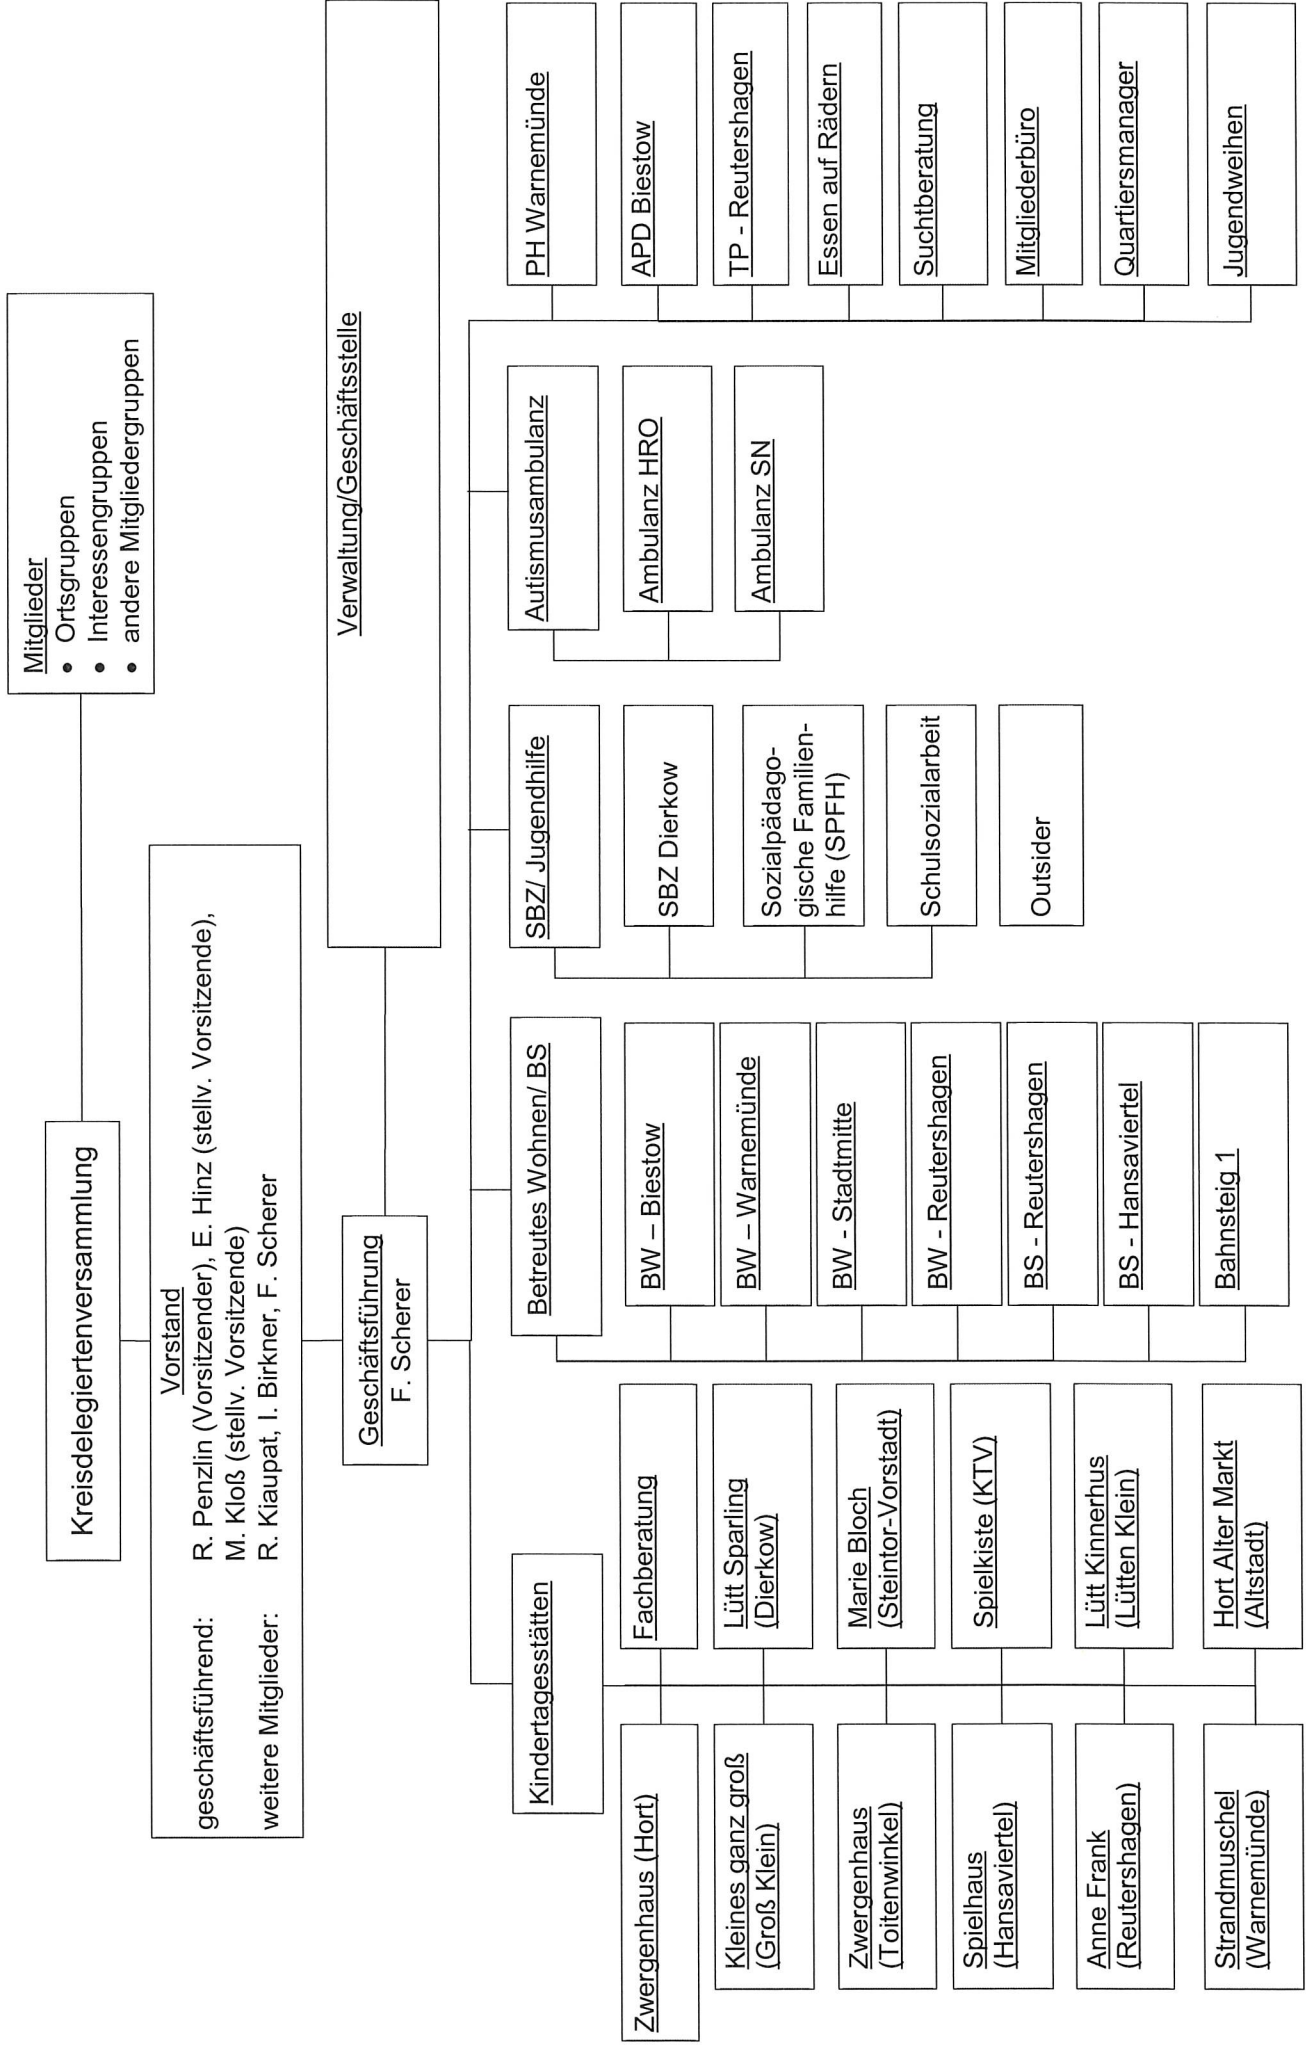 Kreisdelegiertenversammlung
Mitglieder
• Ortsgruppen
• Interessengruppen
• andere Mitgliedergruppen
Vorstand
geschäftsführend: R. Penzlin (Vorsitzender), E. Hinz (stellv. Vorsitzende),
M. Kloß (stellv. Vorsitzende)
weitere Mitglieder: R. Kiaupat, I. Birkner, F. Scherer
Geschäftsführung
F. Scherer
Verwaltung/Geschäftsstelle
Kindertagesstätten
Zwergenhaus (Hort)
Fachberatung
Kleines ganz groß
(Groß Klein)
Lütt Sparling
(Dierkow)
Zwergenhaus
(Toitenwinkel)
Marie Bloch
(Steintor-Vorstadt)
Spielhaus
(Hansaviertel)
Spielkiste (KTV)
Anne Frank
(Reutershagen)
Lütt Kinnerhus
(Lütten Klein)
Strandmuschel
(Warnemünde)
Hort Alter Markt
(Altstadt)
Betreutes Wohnen/ BS
BW – Biestow
BW – Warnemünde
BW - Stadtmitte
BW - Reutershagen
BS - Reutershagen
BS - Hansaviertel
Bahnsteig 1
SBZ/ Jugendhilfe
SBZ Dierkow
Sozialpädago-
gische Familien-
hilfe (SPFH)
Schulsozialarbeit
Outsider
Autismusambulanz
Ambulanz HRO
Ambulanz SN
PH Warnemünde
APD Biestow
TP - Reutershagen
Essen auf Rädern
Suchtberatung
Mitgliederbüro
Quartiersmanager
Jugendweihen